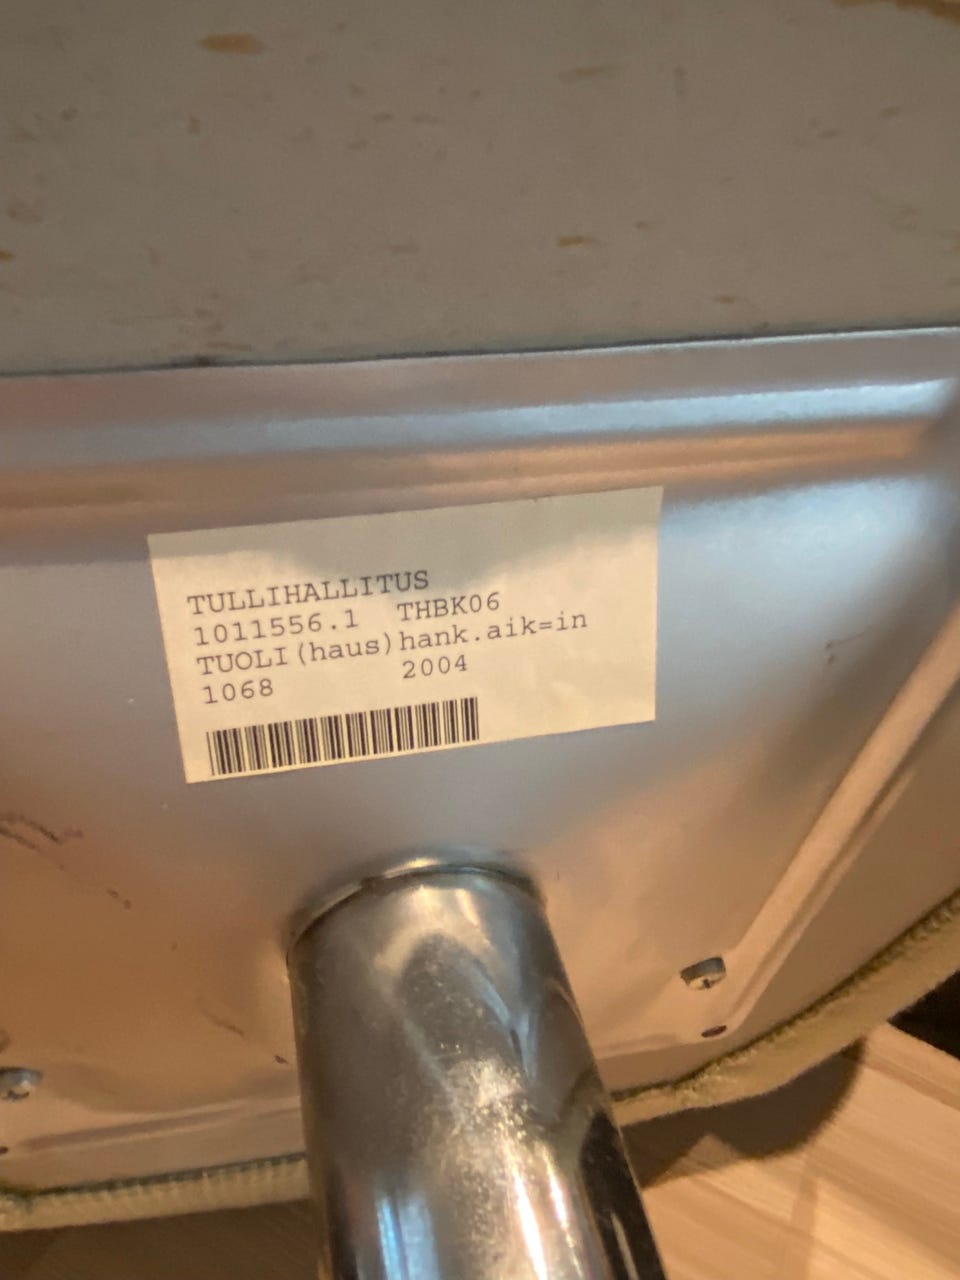 TULLIHALLITUS
1011556.1 THBK06
TUOLI(haus)hank.aik=in
1068 2004